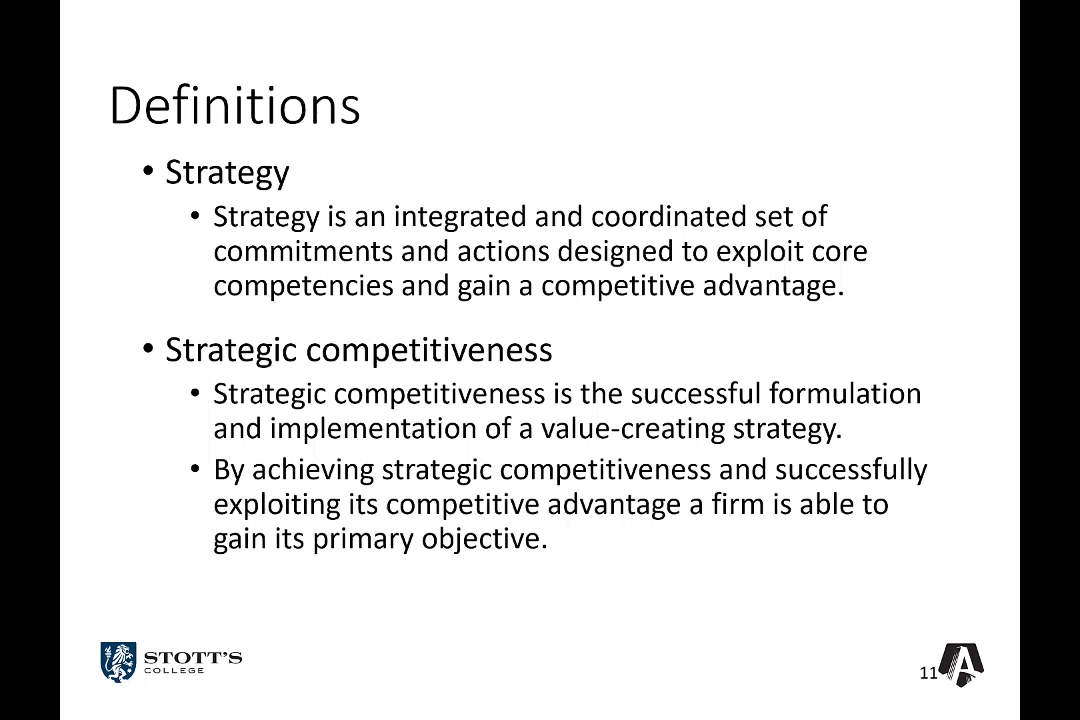 Definitions
• Strategy
• Strategy is an integrated and coordinated set of
commitments and actions designed to exploit core
competencies and gain a competitive advantage.
• Strategic competitiveness
• Strategic competitiveness is the successful formulation
and implementation of a value-creating strategy.
• By achieving strategic competitiveness and successfully
exploiting its competitive advantage a firm is able to
gain its primary objective.
STOTT'S
COLLEGE
11
A